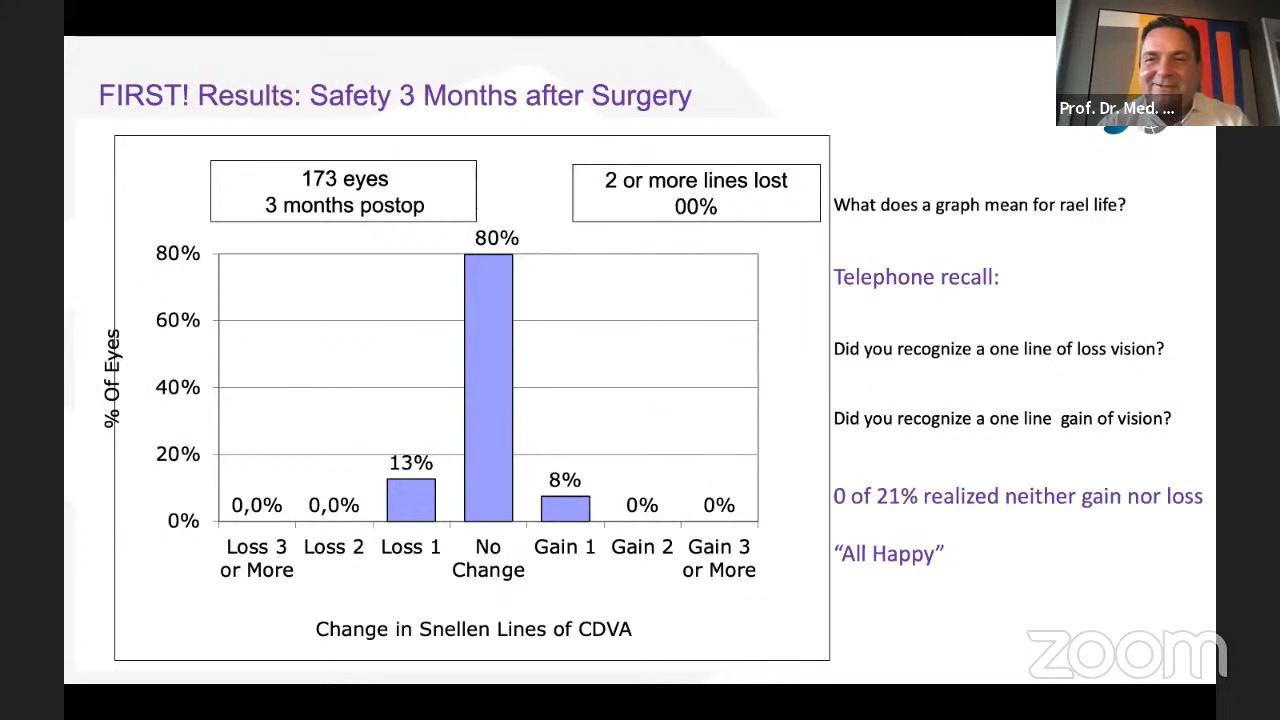 FIRST! Results: Safety 3 Months after Surgery
Prof. Dr. Med. ...
173 eyes
3 months postop
2 or more lines lost
00%
80%
60%
40%
20%
0%
% Of Eyes
0,0%
0,0%
13%
80%
8%
0%
0%
Loss 3
or More
Loss 2
Loss 1
No
Change
Gain 1
Gain 2
Gain 3
or More
Change in Snellen Lines of CDVA
What does a graph mean for rael life?
Telephone recall:
Did you recognize a one line of loss vision?
Did you recognize a one line gain of vision?
0 of 21% realized neither gain nor loss
“All Happy”
zoom